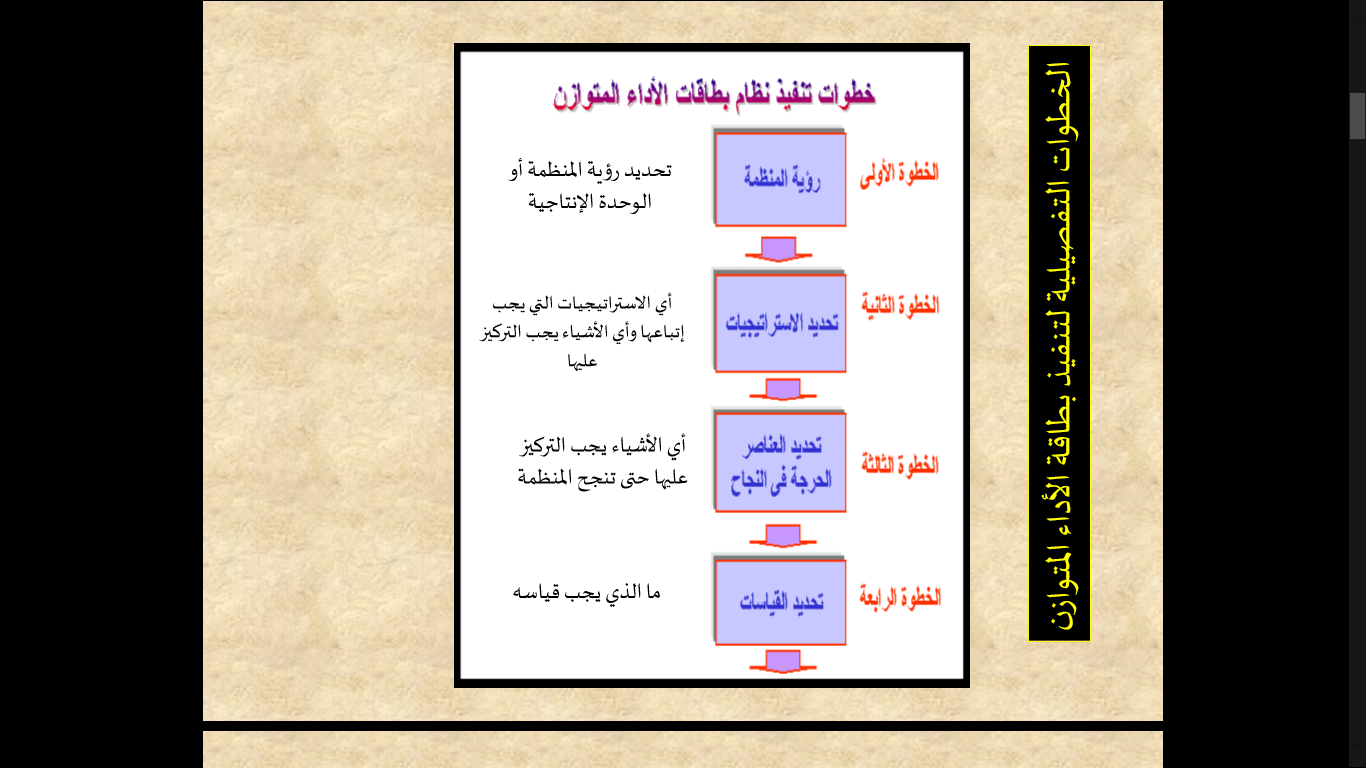 الخطوات التفصيلية لتنفيذ بطاقة الأداء المتوازن
خطوات تنفيذ نظام بطاقات الأداء المتوازن
الخطوة الأولى
رؤية المنظمة
تحديد رؤية المنظمة أو
الوحدة الإنتاجية
الخطوة الثانية
تحديد الاستراتيجيات
أي الاستراتيجيات التي يجب
إتباعها وأي الأشياء يجب التركيز
عليها
الخطوة الثالثة
تحديد العناصر
الحرجة فى النجاح
أي الأشياء يجب التركيز
عليها حتى تنجح المنظمة
الخطوة الرابعة
تحديد القياسات
ما الذي يجب قياسه